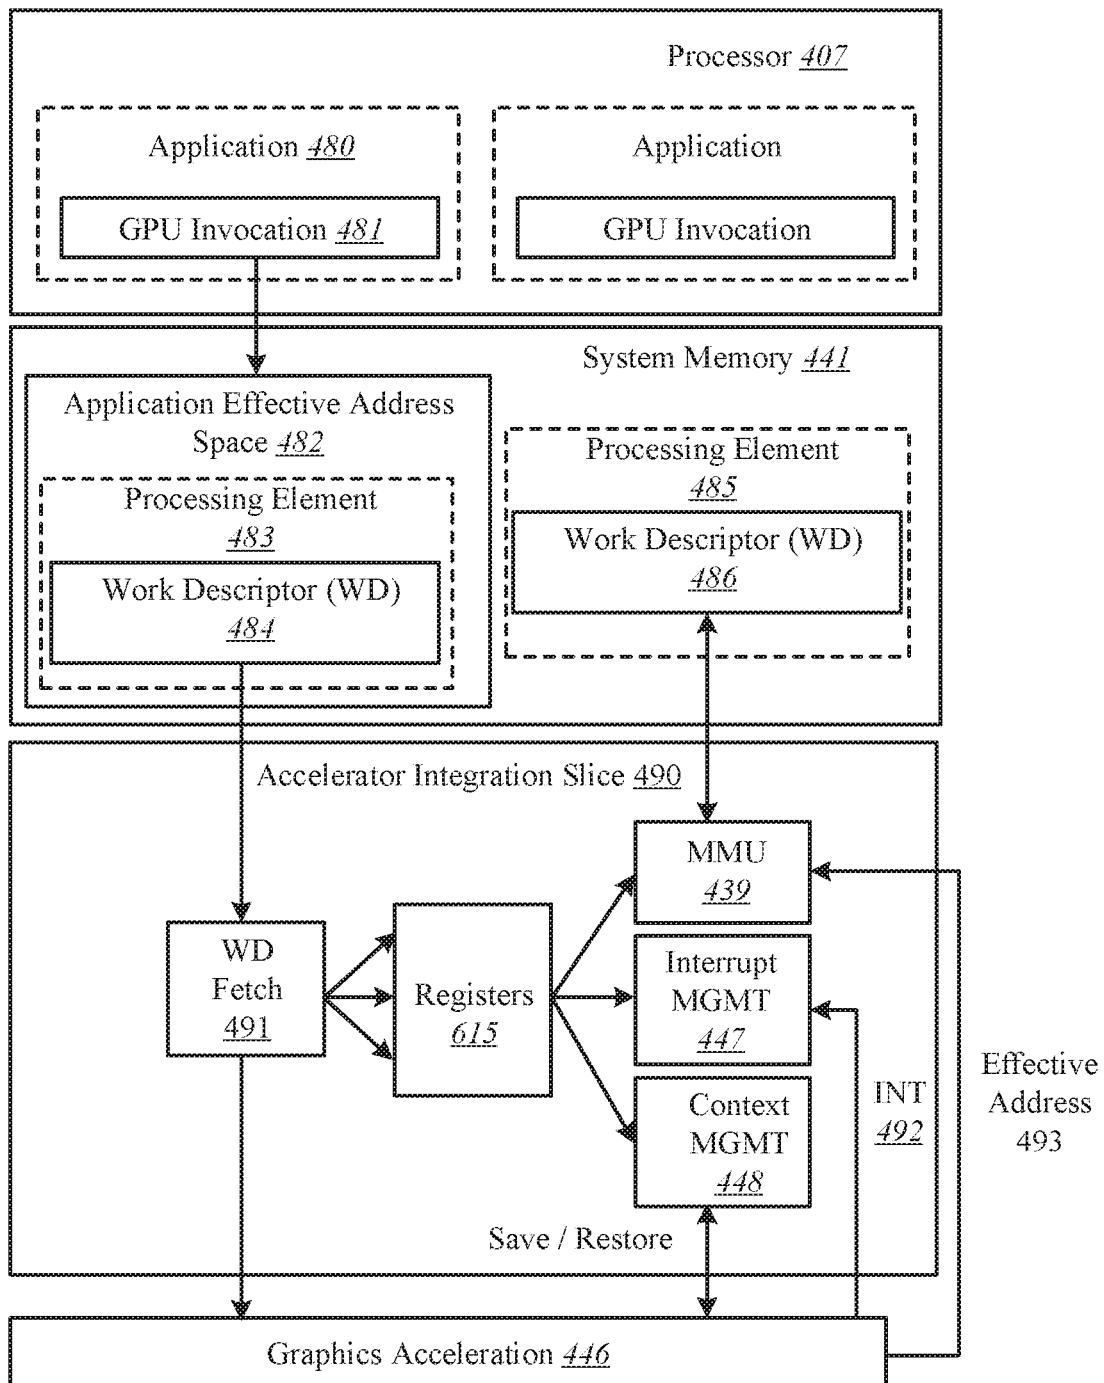 Processor 407
Application 480
Application
GPU Invocation 481
GPU Invocation
System Memory 441
Application Effective Address
Space 482
Processing Element
485
Processing Element
483
Work Descriptor (WD)
486
Work Descriptor (WD)
484
Accelerator Integration Slice 490
MMU
439
WD
Fetch
491
Registers
615
Interrupt
MGMT
447
Context
MGMT
448
INT
492
Effective
Address
493
Save / Restore
Graphics Acceleration 446